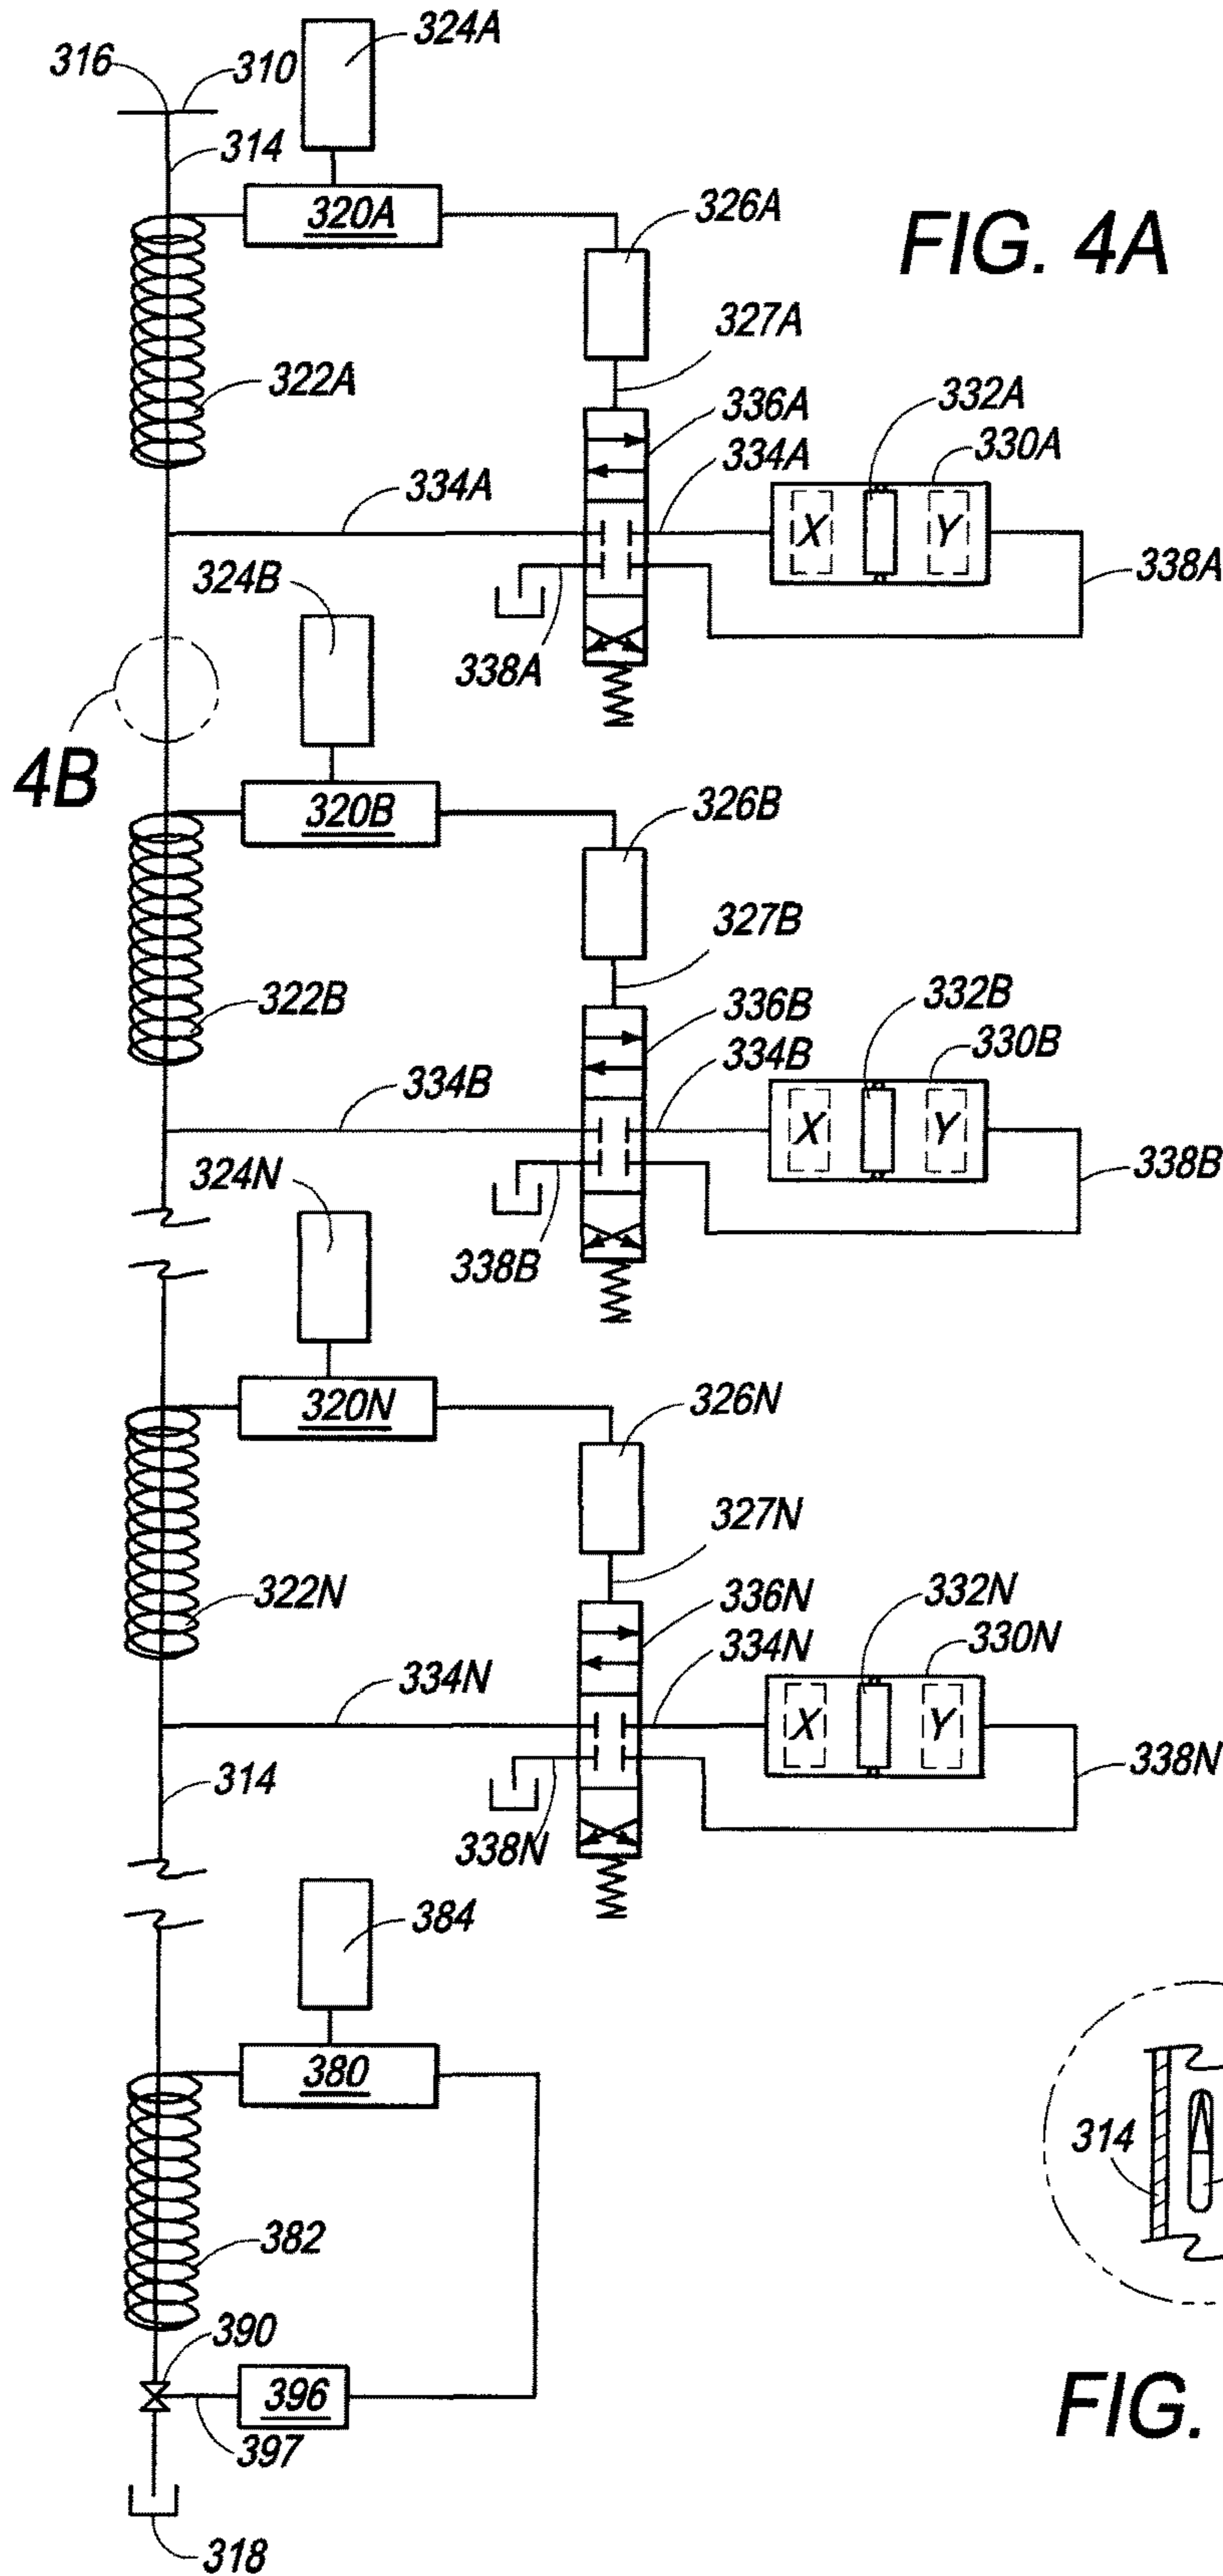 324A
316
310
314
320A
326A
FIG. 4A
327A
322A
336A
332A
330A
334A
334A
324B
338A
338A
4B
320B
326B
327B
322B
336B
332B
330B
334B
334B
324N
338B
338B
320N
326N
327N
322N
336N
332N
330N
334N
334N
314
338N
338N
X
Y
X
Y
X
Y
384
380
314
382
390
396
397
FIG.
318